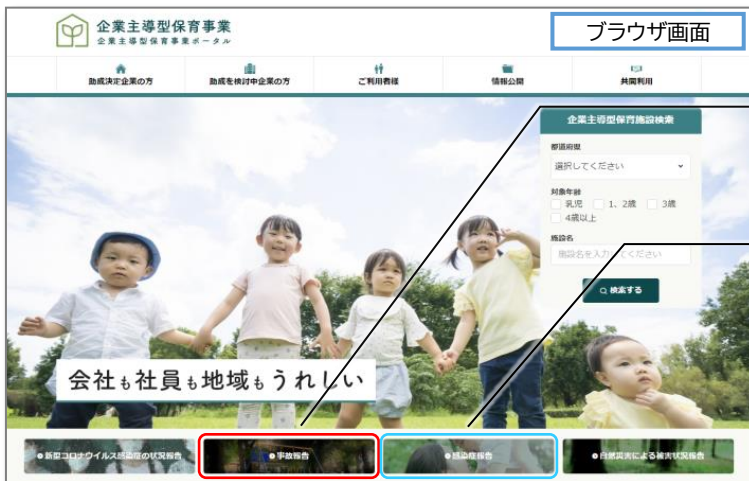 企業主導型保育事業
企業主導型保育事業ポータル
ブラウザ画面
助成決定企業の方
助成を検討中企業の方
ご利用者様
情報公開
共同利用
企業主導型保育施設検索
都道府県
選択してください
対象年齢
乳児 1、2歳 3歳
4歳以上
施設名
施設名を入力してください
検索する
会社も社員も地域もうれしい
新型コロナウイルス感染症の状況報告
事故報告
感染症報告
自然災害による被害状況報告